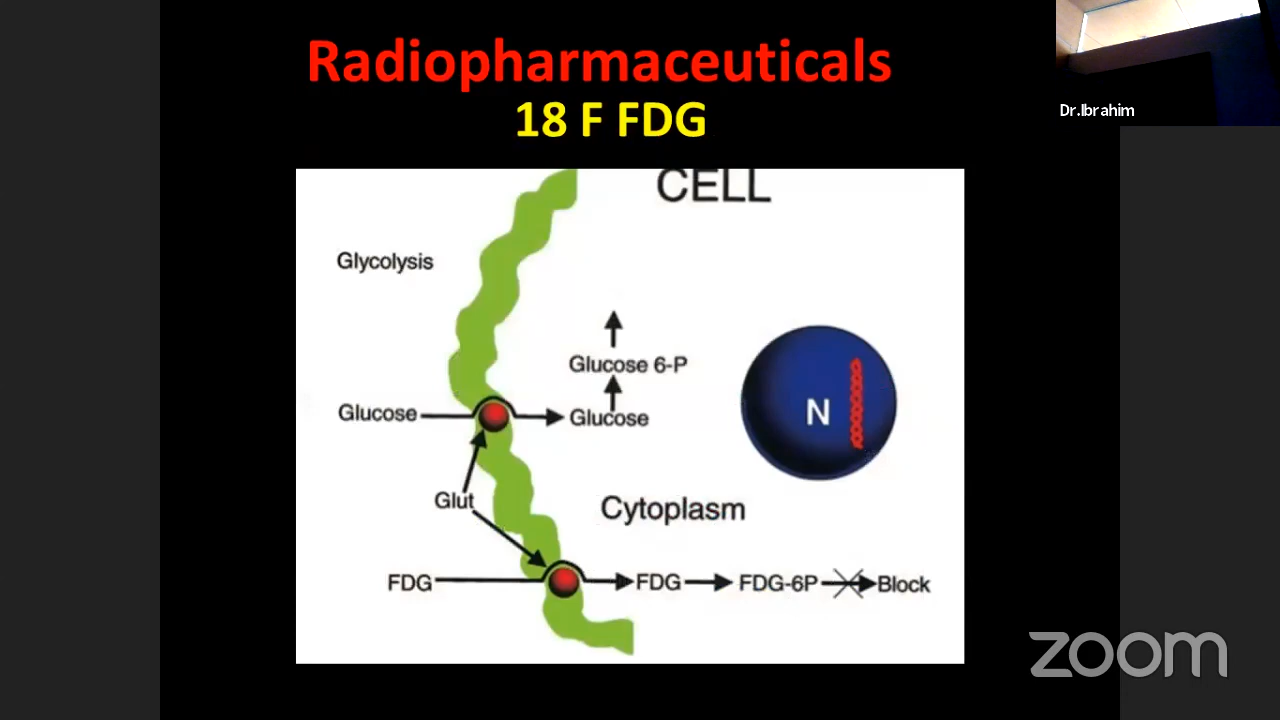 Radiopharmaceuticals
18 F FDG
Dr.Ibrahim
CELL
Glycolysis
Glucose 6-P
Glucose
Glucose
N
Glut
Cytoplasm
FDG
FDG
FDG-6P
Block
zoom